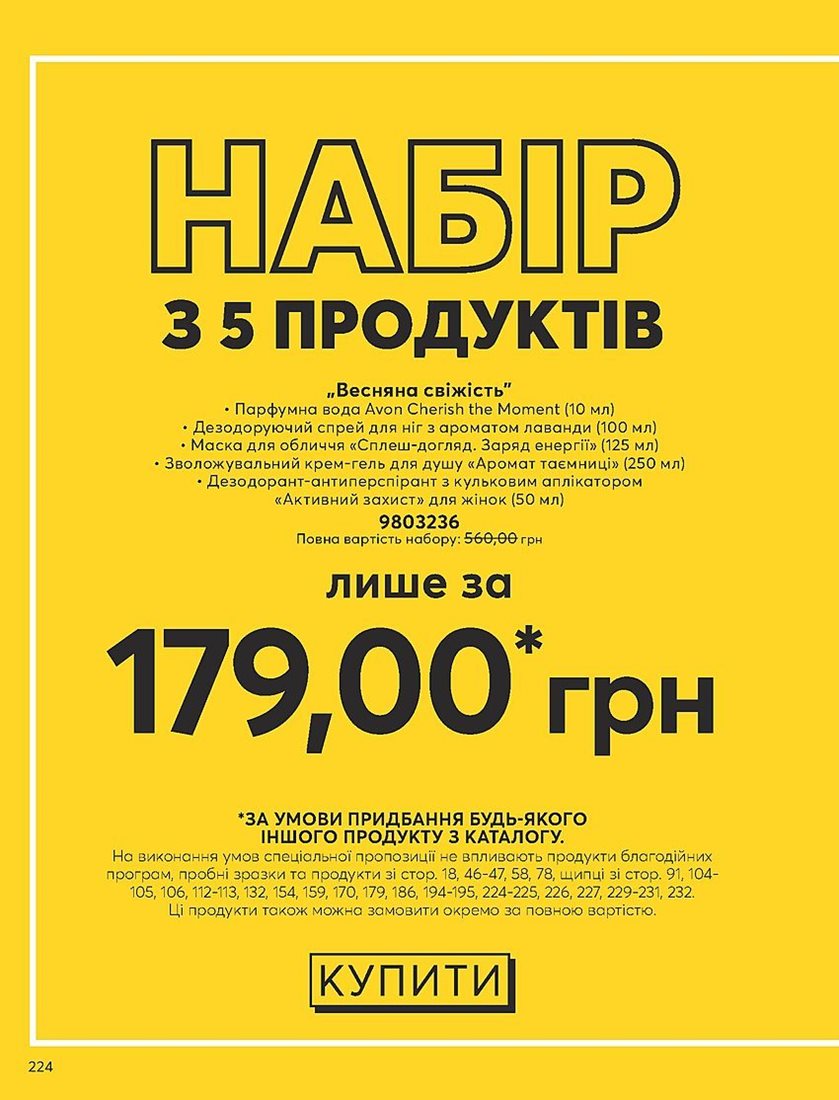 НАБІР
З 5 ПРОДУКТІВ
„Весняна свіжість”
• Парфумна вода Avon Cherish the Moment (10 мл)
• Дезодоруючий спрей для ніг з ароматом лаванди (100 мл)
• Маска для обличчя «Сплеш-догляд. Заряд енергії» (125 мл)
• Зволожувальний крем-гель для душу «Аромат таємниці» (250 мл)
• Дезодорант-антиперспірант з кульковим аплікатором
«Активний захист» для жінок (50 мл)
9803236
Повна вартість набору: 560,00 грн
лише за
179,00* грн
*ЗА УМОВИ ПРИДБАННЯ БУДЬ-ЯКОГО
ІНШОГО ПРОДУКТУ З КАТАЛОГУ.
На виконання умов спеціальної пропозиції не впливають продукти благодійних
програм, пробні зразки та продукти зі стор. 18, 46-47, 58, 78, щипці зі стор. 91, 104-
105, 106, 112-113, 132, 154, 159, 170, 179, 186, 194-195, 224-225, 226, 227, 229-231, 232.
Ці продукти також можна замовити окремо за повною вартістю.
КУПИТИ
224